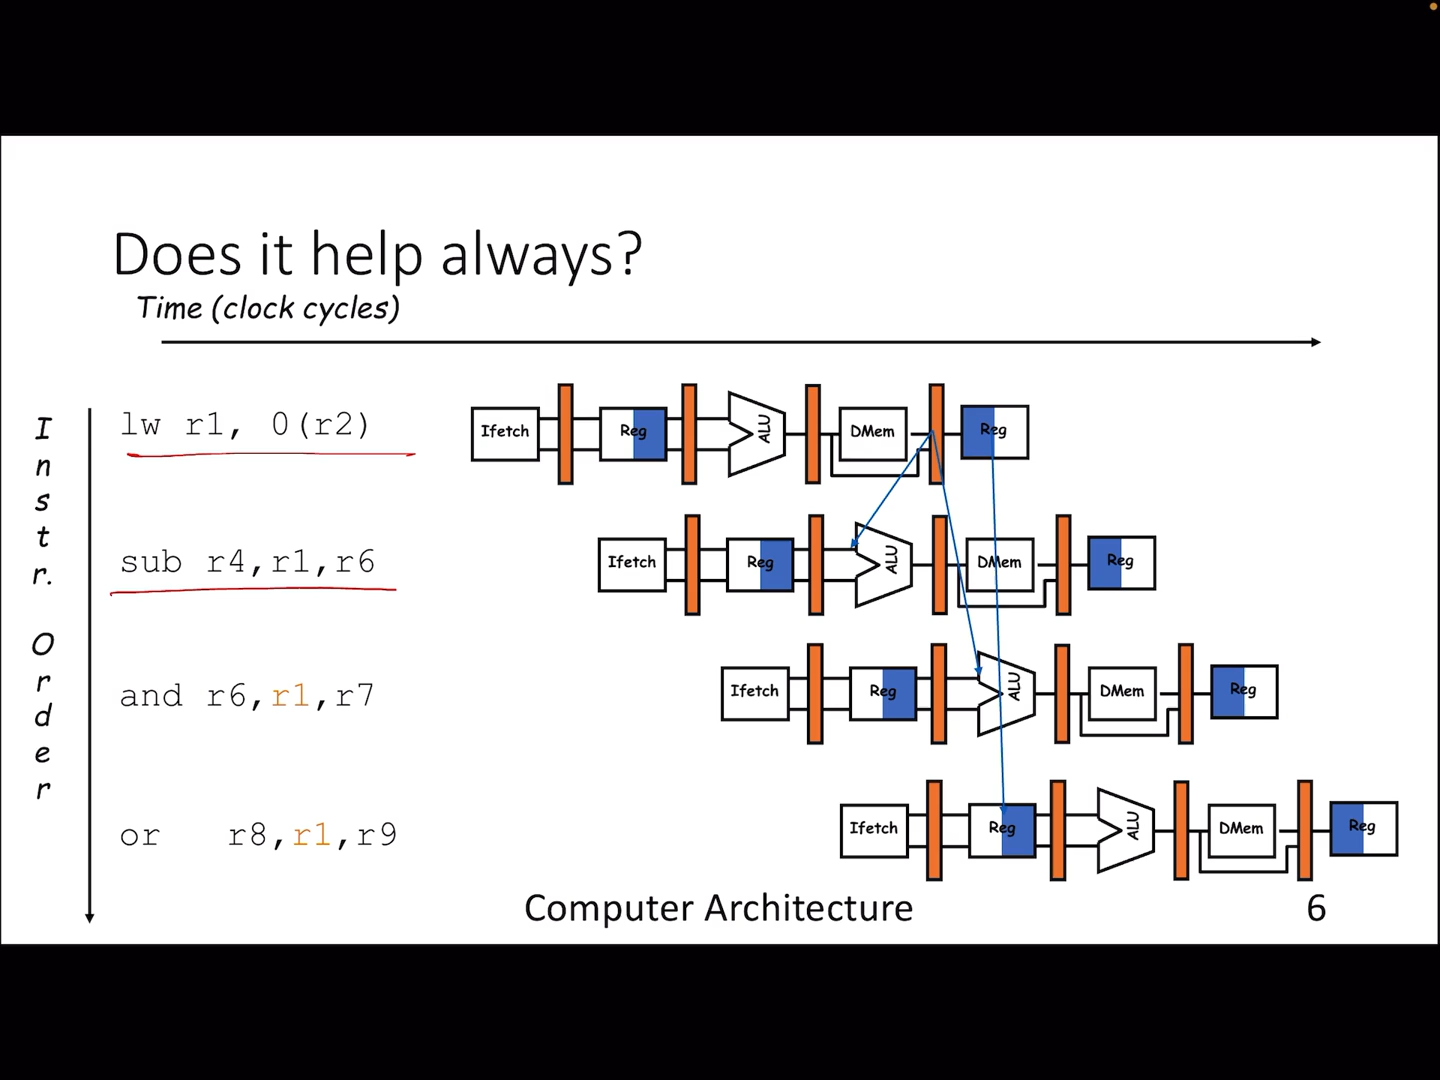 Does it help always?
Time (clock cycles)
Instr. Order
lw r1, 0(r2)
Ifetch Reg ALU DMem Reg
sub r4,r1,r6
Ifetch Reg ALU DMem Reg
and r6,r1,r7
Ifetch Reg ALU DMem Reg
or r8,r1,r9
Ifetch Reg ALU DMem Reg
Computer Architecture
6